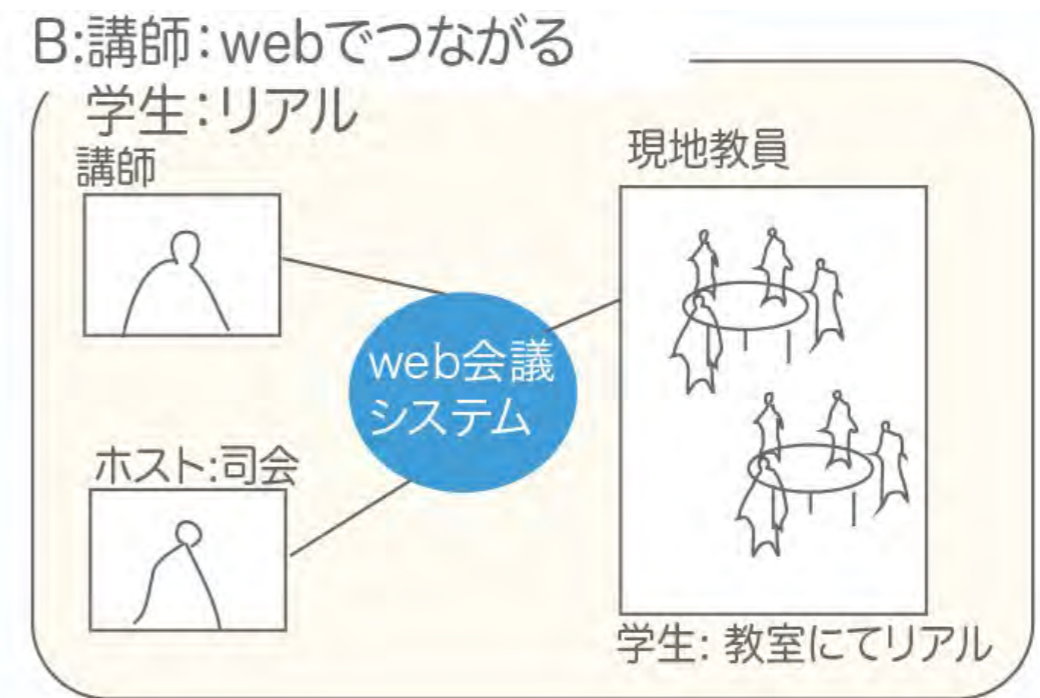 B:講師：webでつながる
学生：リアル
講師
現地教員
web会議
システム
ホスト:司会
学生: 教室にてリアル